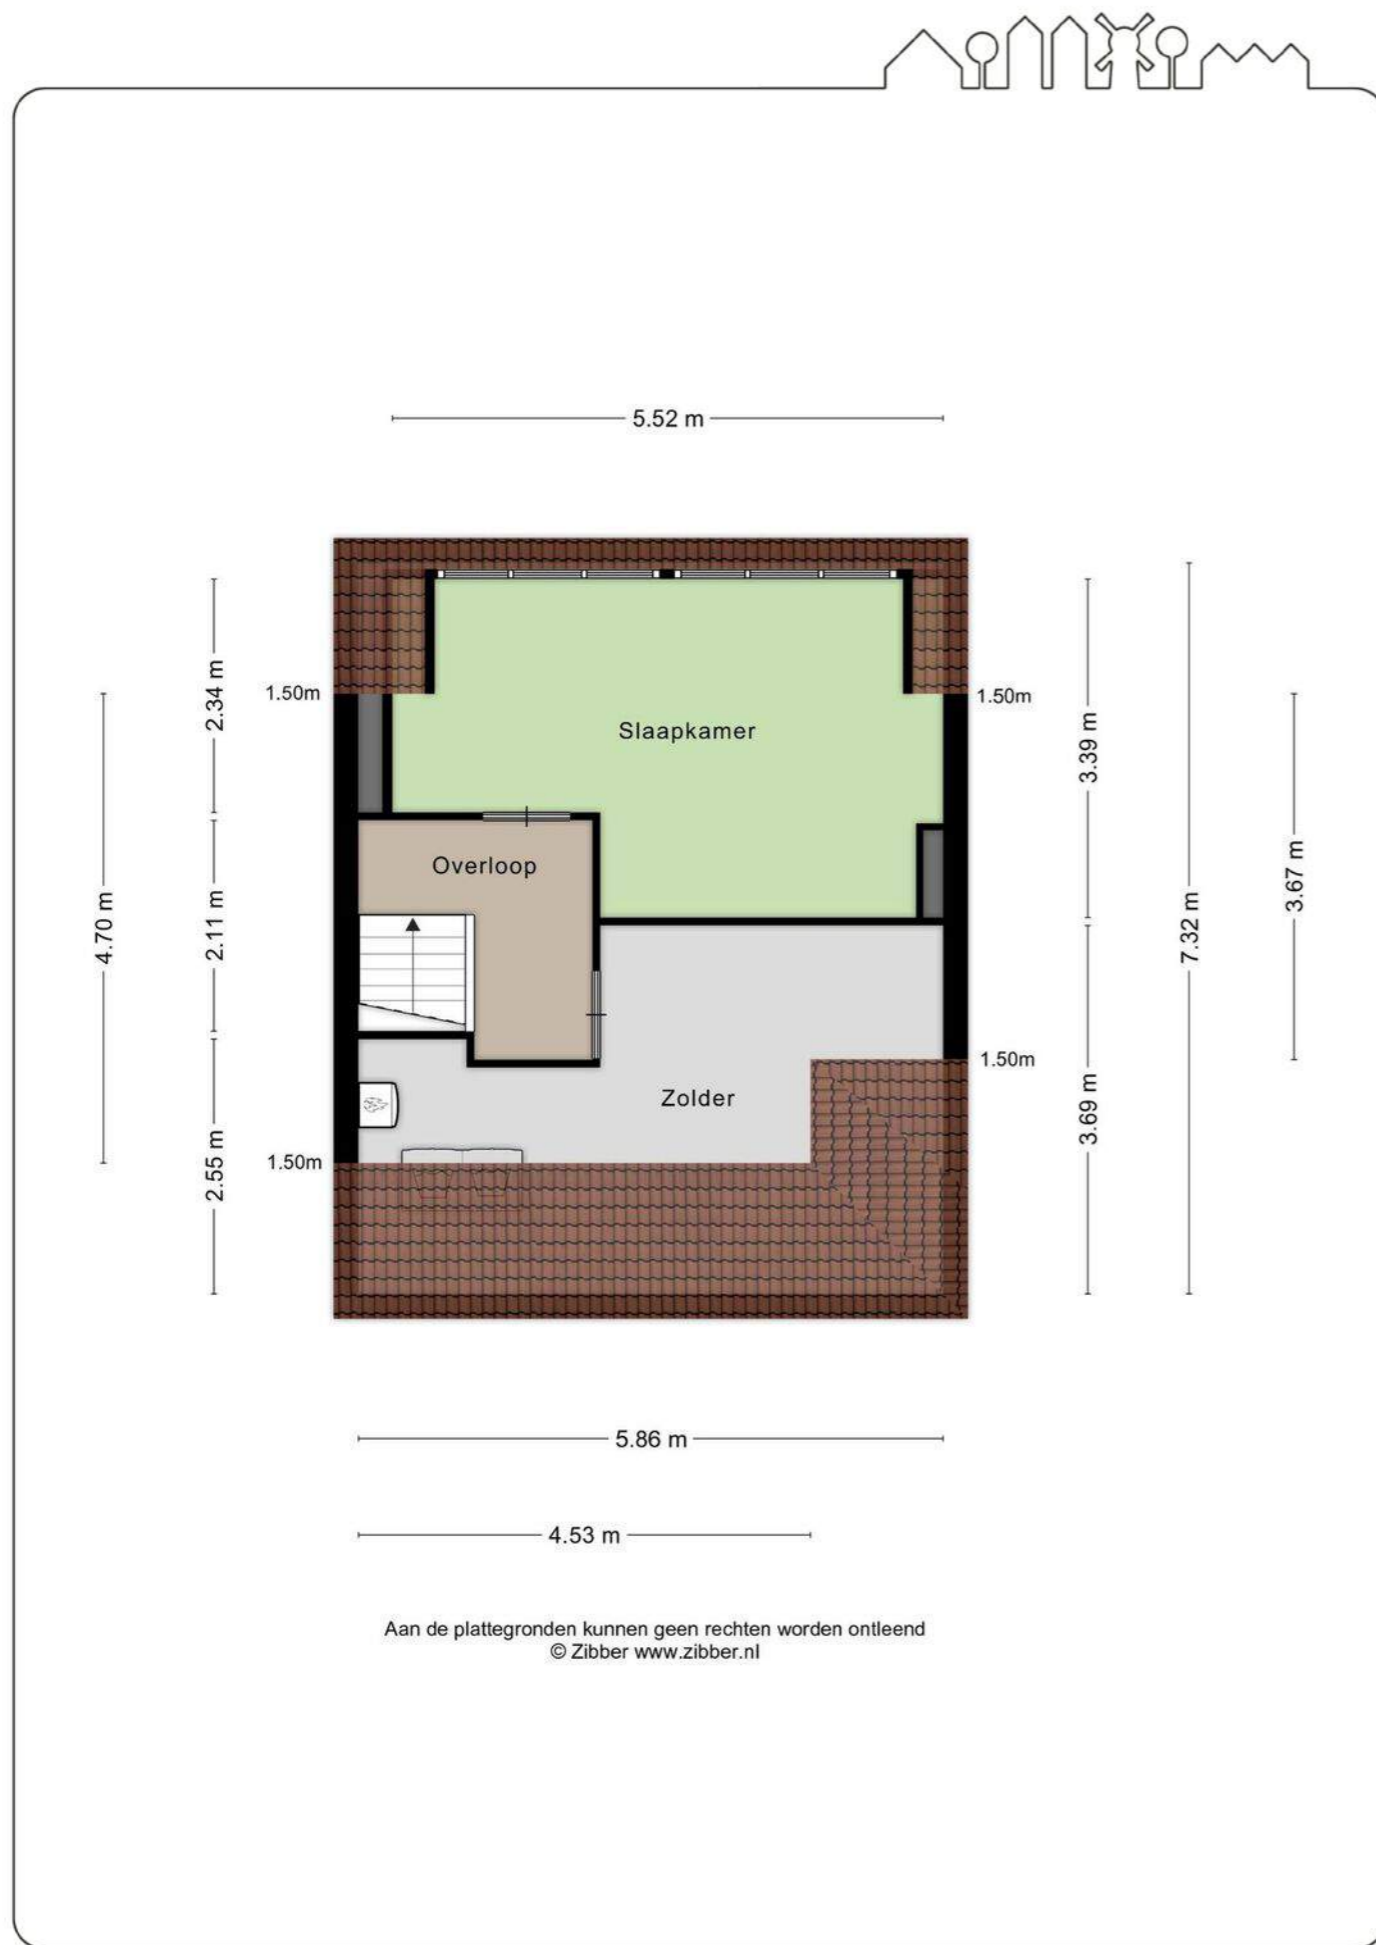 5.52 m
2.34 m
1.50m
1.50m
Slaapkamer
3.39 m
4.70 m
2.11 m
Overloop
7.32 m
3.67 m
1.50m
Zolder
3.69 m
2.55 m
1.50m
5.86 m
4.53 m
Aan de plattegronden kunnen geen rechten worden ontleend
© Zibber www.zibber.nl